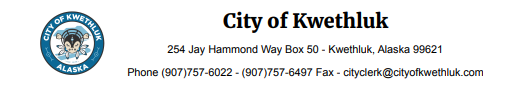 CITY OF KWETHLUK
ALASKA
City of Kwethluk
254 Jay Hammond Way Box 50 - Kwethluk, Alaska 99621
Phone (907)757-6022 - (907)757-6497 Fax - cityclerk@cityofkwethluk.com